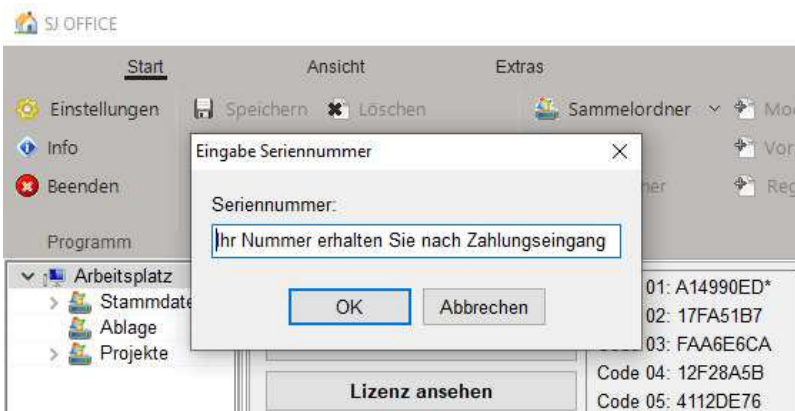 SJ OFFICE
Start Ansicht Extras
Einstellungen Speichern Löschen Sammelordner
Info Eingabe Seriennummer
Beenden
Seriennummer:
Ihr Nummer erhalten Sie nach Zahlungseingang
Programm
OK Abbrechen
Arbeitsplatz
Stammdate
Ablage
Projekte
01: A14990ED*
02: 17FA51B7
Code 03: FAA6E6CA
Code 04: 12F28A5B
Lizenz ansehen
Code 05: 4112DE76